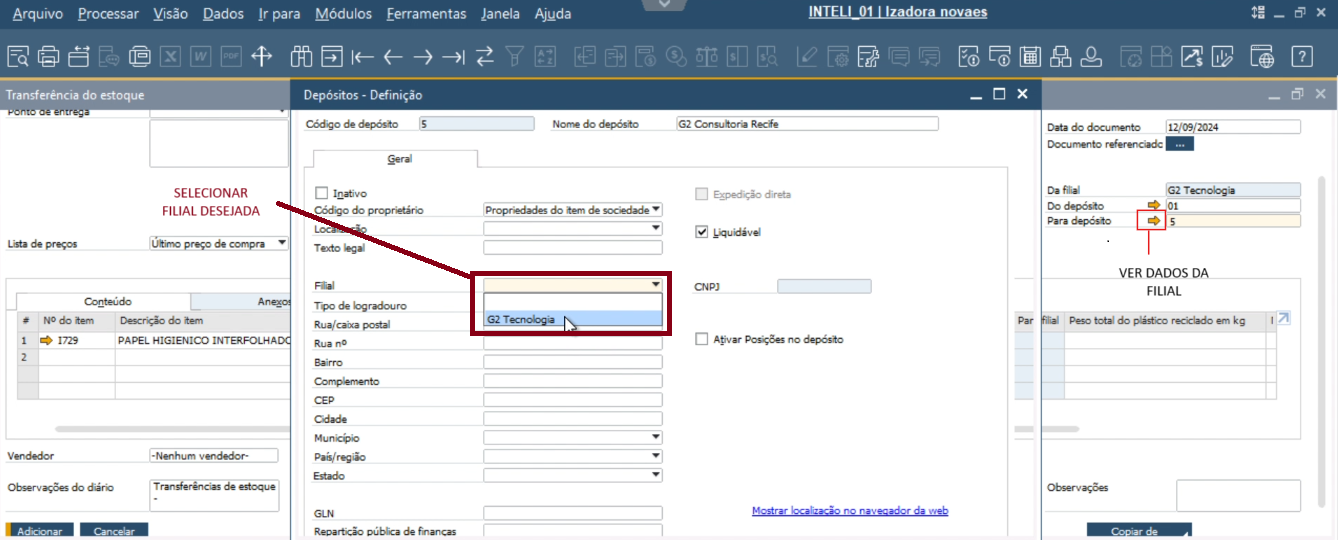 Arquivo Processar Visão Dados Ir para Módulos Ferramentas Janela Ajuda INTELI_01 | Izadora novaes
Transferência do estoque
Ponto de entrega
SELECIONAR
FILIAL DESEJADA
Lista de preços Último preço de compra
Conteúdo Anexos
# Nº do item Descrição do item
1 I729 PAPEL HIGIENICO INTERFOLHADO
2
Vendedor -Nenhum vendedor-
Observações do diário Transferências de estoque
-
Adicionar Cancelar
Depósitos - Definição
Código de depósito 5 Nome do depósito G2 Consultoria Recife
Geral
Inativo Expedição direta
Código do proprietário Propriedades do item de sociedade
Localização Liquidável
Texto legal
Filial CNPJ
Tipo de logradouro
G2 Tecnologia
Rua/caixa postal
Rua nº Ativar Posições no depósito
Bairro
Complemento
CEP
Cidade
Município
País/região
Estado
GLN Mostrar localização no navegador da web
Repartição pública de finanças
Data do documento 12/09/2024
Documento referenciado ...
Da filial G2 Tecnologia
Do depósito 01
Para depósito 5
VER DADOS DA
FILIAL
Par filial Peso total do plástico reciclado em kg I
Observações
Copiar de